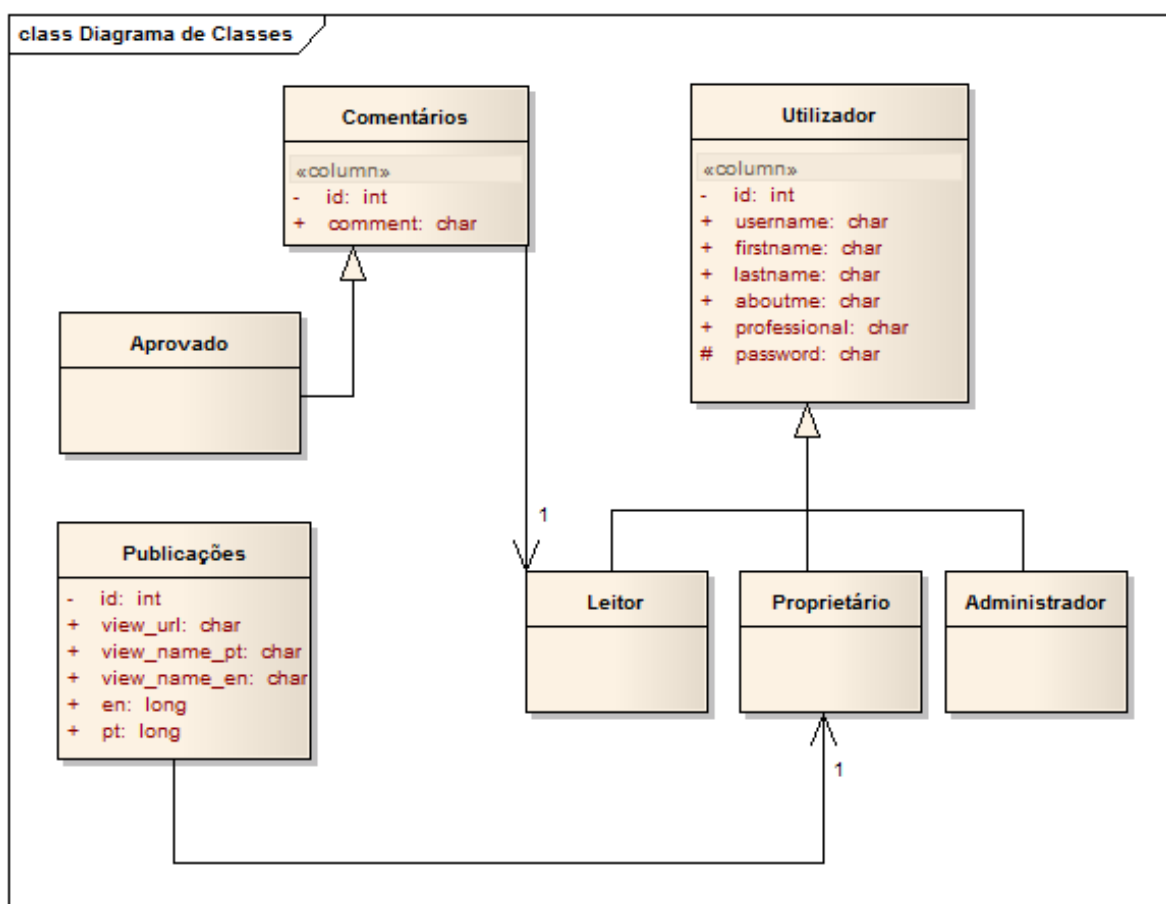 class Diagrama de Classes
Comentários
«column»
- id: int
+ comment: char
Utilizador
«column»
- id: int
+ username: char
+ firstname: char
+ lastname: char
+ aboutme: char
+ professional: char
# password: char
Aprovado
Publicações
- id: int
+ view_url: char
+ view_name_pt: char
+ view_name_en: char
+ en: long
+ pt: long
1
Leitor
Proprietário
Administrador
1